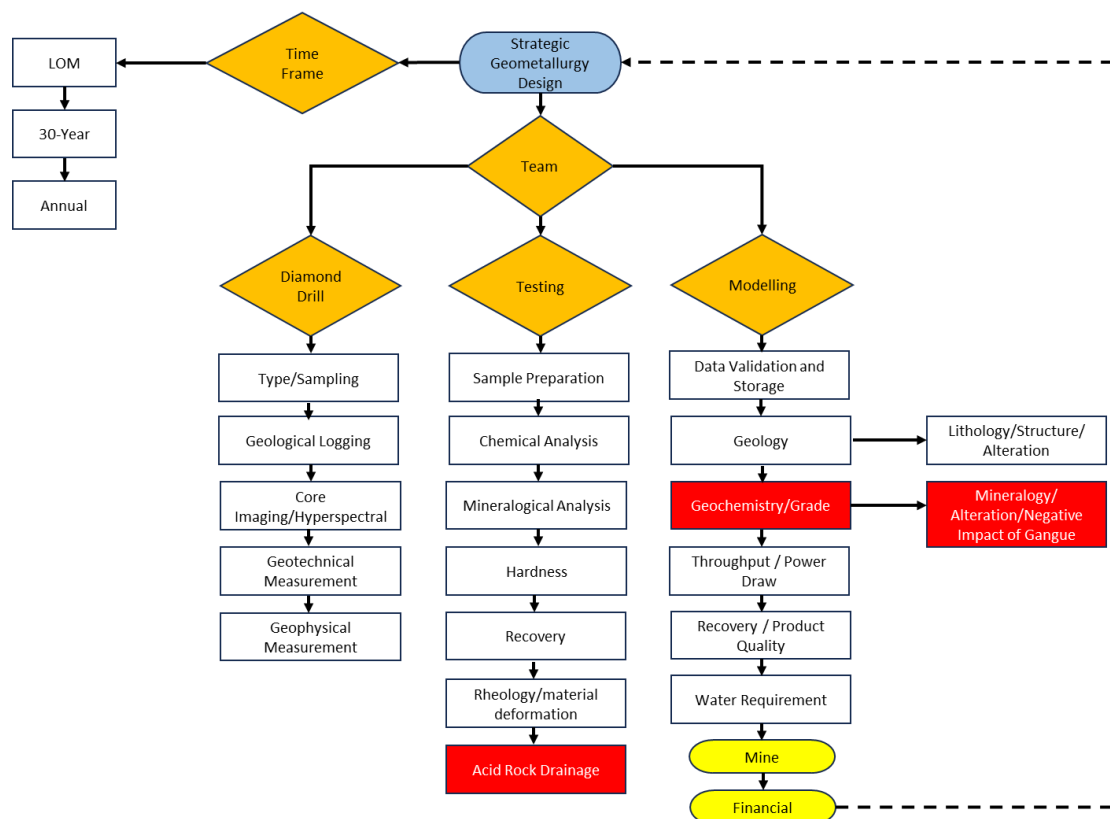 Time
Frame
Strategic
Geometallurgy
Design
LOM
30-Year
Annual
Team
Diamond
Drill
Testing
Modelling
Type/Sampling
Geological Logging
Core
Imaging/Hyperspectral
Geotechnical
Measurement
Geophysical
Measurement
Sample Preparation
Chemical Analysis
Mineralogical Analysis
Hardness
Recovery
Rheology/material
deformation
Acid Rock Drainage
Data Validation and
Storage
Geology
Lithology/Structure/
Alteration
Geochemistry/Grade
Mineralogy/
Alteration/Negative
Impact of Gangue
Throughput / Power
Draw
Recovery / Product
Quality
Water Requirement
Mine
Financial